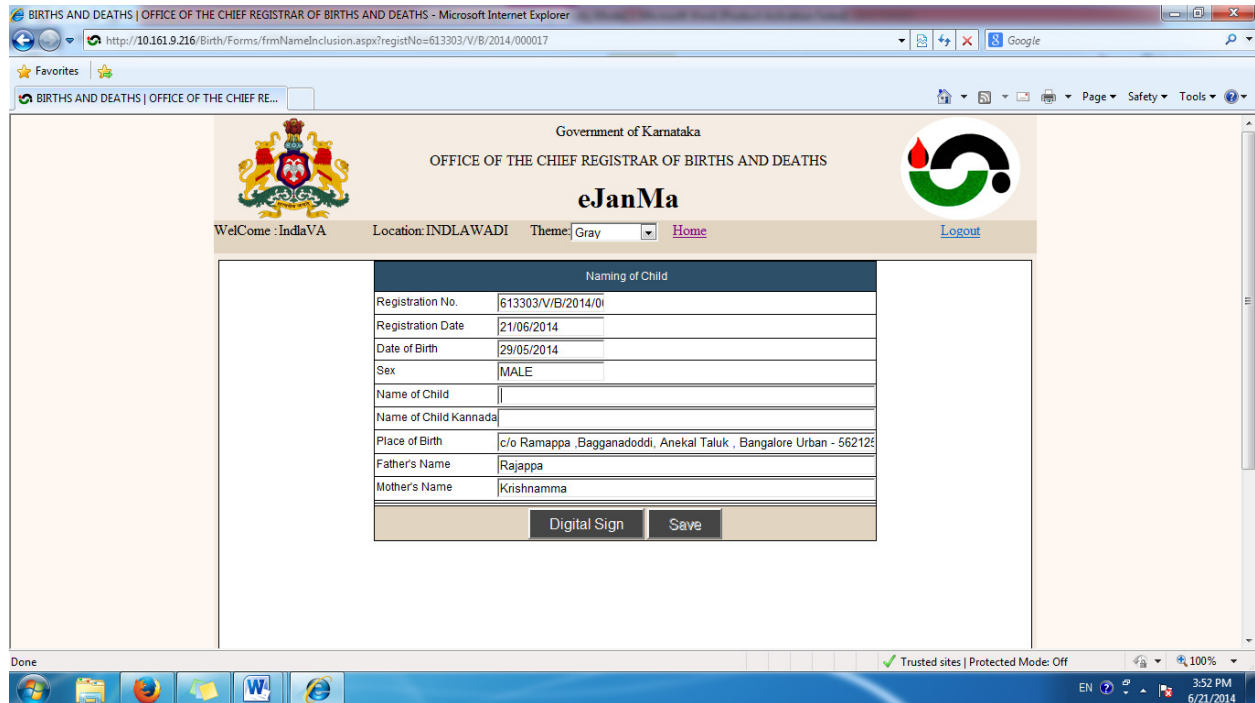 BIRTHS AND DEATHS | OFFICE OF THE CHIEF REGISTRAR OF BIRTHS AND DEATHS - Microsoft Internet Explorer
http://10.161.9.216/Birth/Forms/frmNameInclusion.aspx?registNo=613303/V/B/2014/000017
Google
Favorites
BIRTHS AND DEATHS | OFFICE OF THE CHIEF RE...
Page Safety Tools
Government of Karnataka
OFFICE OF THE CHIEF REGISTRAR OF BIRTHS AND DEATHS
eJanMa
WelCome : IndlaVA Location: INDLAWADI Theme: Gray Home Logout
Naming of Child
Registration No. 613303/V/B/2014/0
Registration Date 21/06/2014
Date of Birth 29/05/2014
Sex MALE
Name of Child
Name of Child Kannada
Place of Birth c/o Ramappa ,Bagganadoddi, Anekal Taluk , Bangalore Urban - 562125
Father's Name Rajappa
Mother's Name Krishnamma
Digital Sign Save
Done Trusted sites | Protected Mode: Off 100%
EN 3:52 PM
6/21/2014